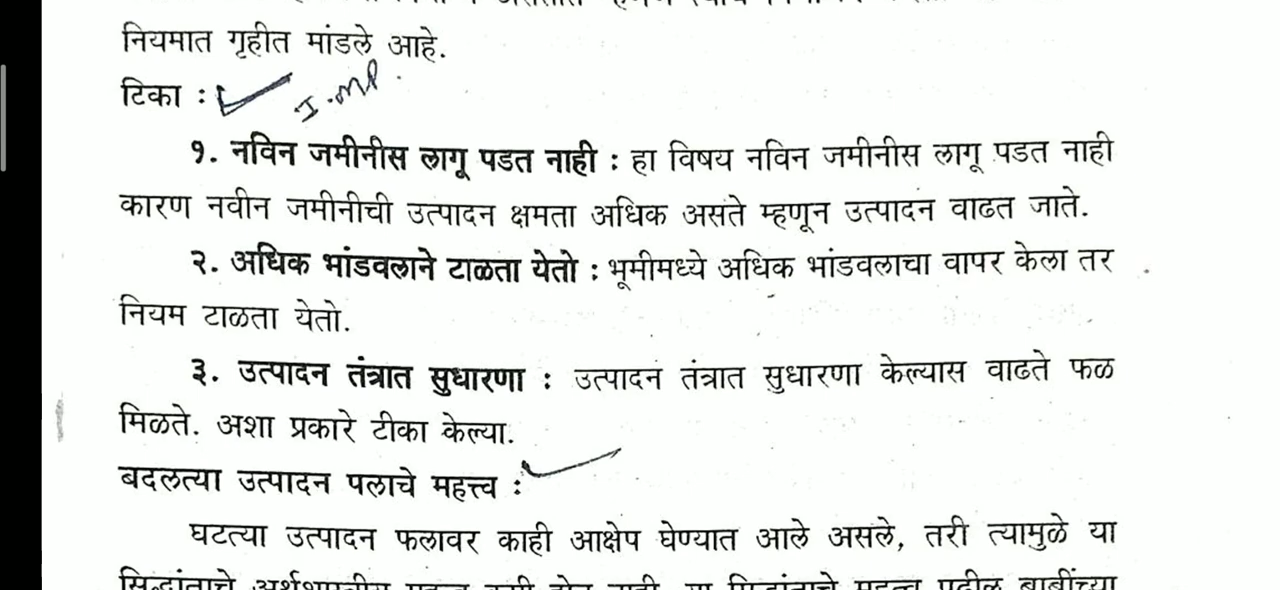 नियमात गृहीत मांडले आहे.
टिका :
I.MP.
१. नविन जमीनीस लागू पडत नाही : हा विषय नविन जमीनीस लागू पडत नाही
कारण नवीन जमीनीची उत्पादन क्षमता अधिक असते म्हणून उत्पादन वाढत जाते.
२. अधिक भांडवलाने टाळता येतो : भूमीमध्ये अधिक भांडवलाचा वापर केला तर
नियम टाळता येतो.
३. उत्पादन तंत्रात सुधारणा : उत्पादन तंत्रात सुधारणा केल्यास वाढते फळ
मिळते. अशा प्रकारे टीका केल्या.
बदलत्या उत्पादन पलाचे महत्त्व :
घटत्या उत्पादन फलावर काही आक्षेप घेण्यात आले असले, तरी त्यामुळे या